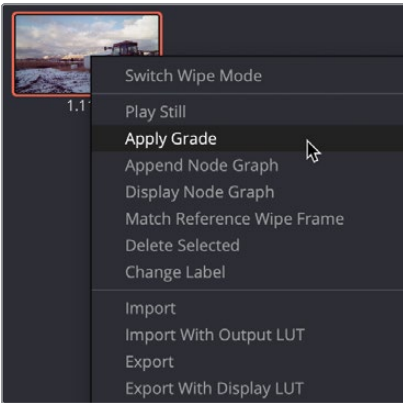 1.1
Switch Wipe Mode
Play Still
Apply Grade
Append Node Graph
Display Node Graph
Match Reference Wipe Frame
Delete Selected
Change Label
Import
Import With Output LUT
Export
Export With Display LUT